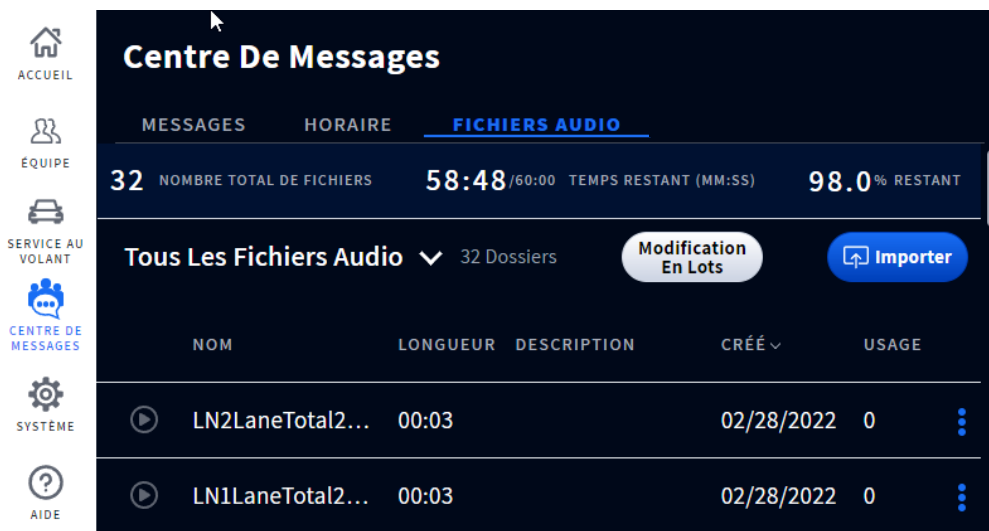 ACCUEIL
ÉQUIPE
SERVICE AU
VOLANT
CENTRE DE
MESSAGES
SYSTÈME
AIDE
Centre De Messages
MESSAGES HORAIRE FICHIERS AUDIO
32 NOMBRE TOTAL DE FICHIERS 58:48/60:00 TEMPS RESTANT (MM:SS) 98.0% RESTANT
Tous Les Fichiers Audio 32 Dossiers
Modification
En Lots
Importer
NOM LONGUEUR DESCRIPTION CRÉÉ USAGE
LN2LaneTotal2... 00:03 02/28/2022 0
LN1LaneTotal2... 00:03 02/28/2022 0